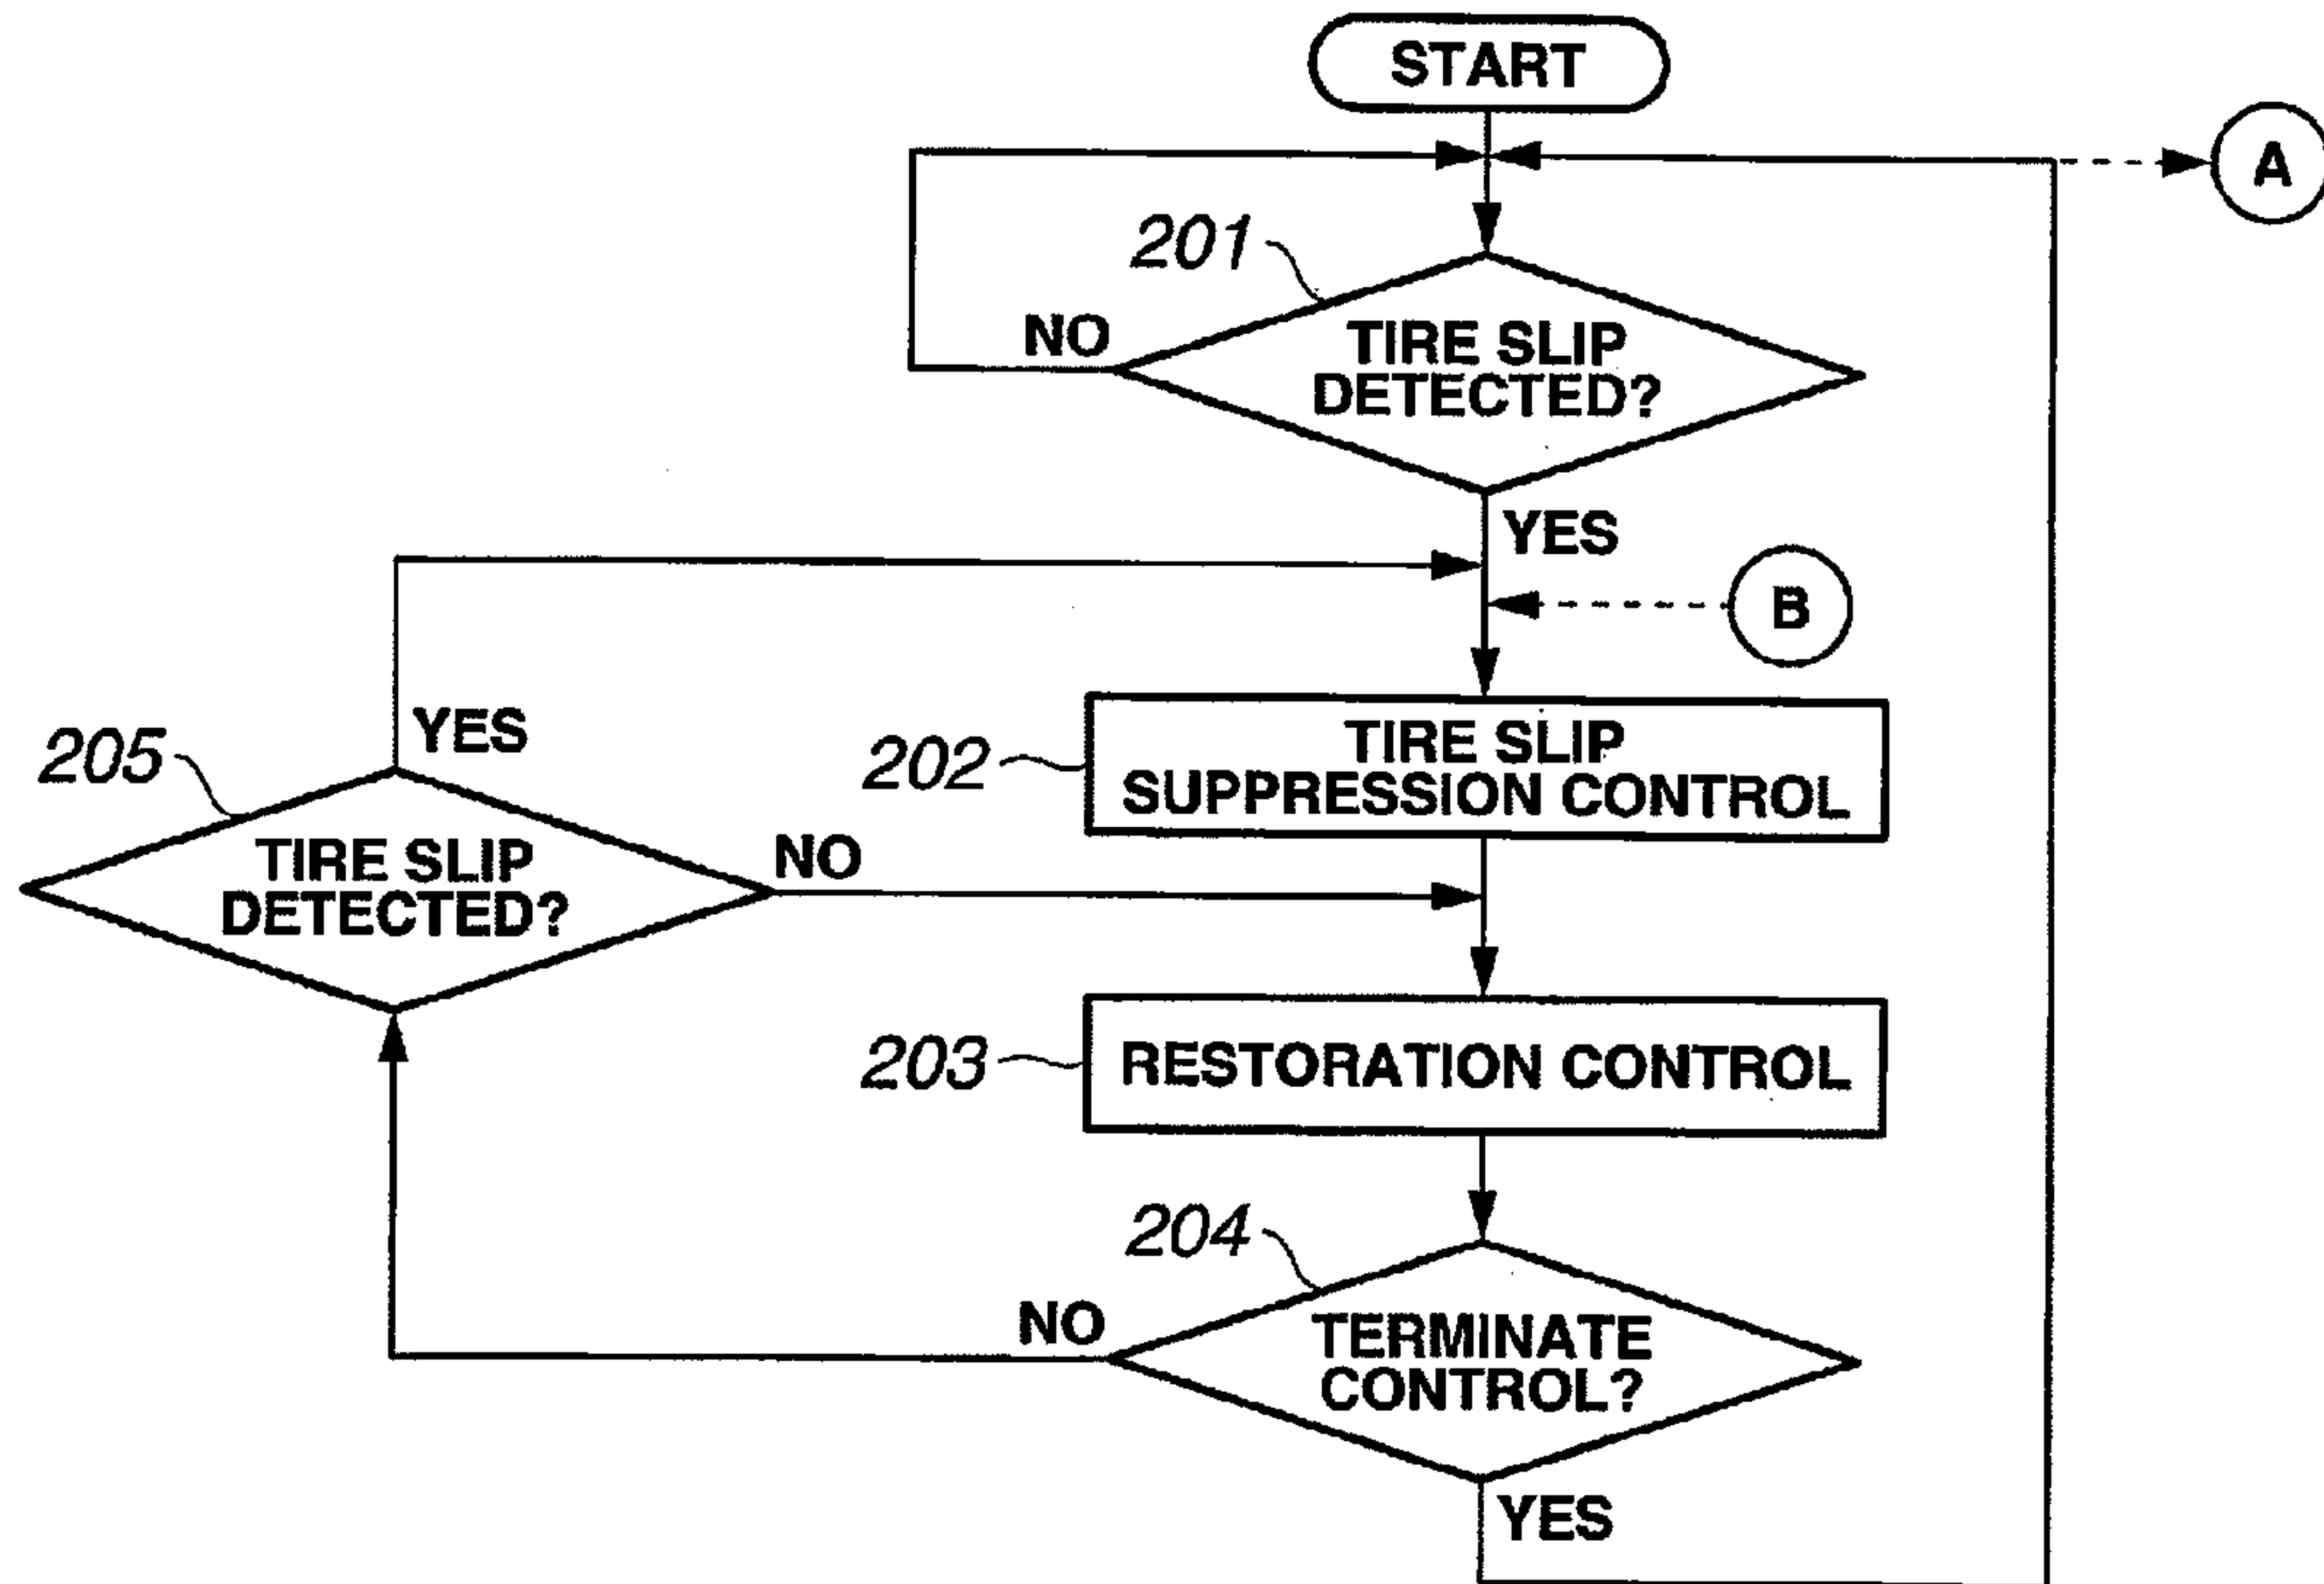 START
A
201
NO
TIRE SLIP
DETECTED?
YES
B
205
YES
202
TIRE SLIP
SUPPRESSION CONTROL
TIRE SLIP
DETECTED?
NO
203
RESTORATION CONTROL
204
NO
TERMINATE
CONTROL?
YES